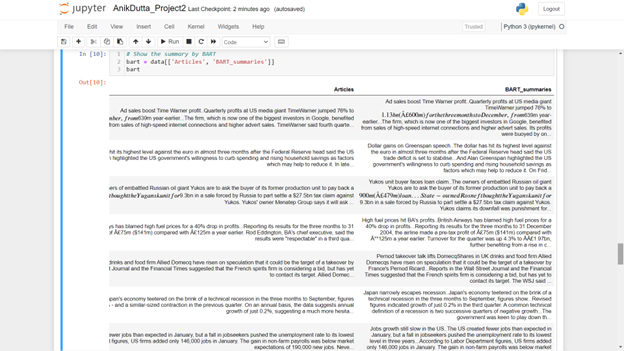 jupyter AnikDutta_Project2 Last Checkpoint: 2 minutes ago (autosaved)
Logout
File Edit View Insert Cell Kernel Widgets Help
Trusted Python 3 (ipykernel)
Run Code
In [10]:
1 # Show the summary by BART
2 bart = data[['Articles', 'BART_summaries']]
3 bart
Out[10]:
Articles BART_summaries
Ad sales boost Time Warner profit..Quarterly profits at US media giant TimeWarner jumped 76% to
from639m year-earlier...The firm, which is now one of the biggest investors in Google, benefited
from sales of high-speed internet connections and higher advert sales. TimeWarner said fourth quarte...
Ad sales boost Time Warner profit. Quarterly profits at US media giant
TimeWarner jumped 76% to
1.13bn(Â£600m)forthethreemonthstoDecember, from639m year-
earlier...The firm, which is now one of the biggest investors in Google, benefited
from sales of high-speed internet connections and higher advert sales. Its profits
were buoyed up on...
hit its highest level against the euro in almost three months after the Federal Reserve head said the US
highlighted the US government's willingness to curb spending and rising household savings as factors
which may help to reduce it. In late...
Dollar gains on Greenspan speech. The dollar has hit its highest level against
the euro in almost three months after the Federal Reserve head said the US
trade deficit is set to stabilise. And Alan Greenspan highlighted the US
government's willingness to curb spending and rising household savings as
factors which may help to reduce it. On Frid...
ers of embattled Russian oil giant Yukos are to ask the buyer of its former production unit to pay back a
9.3bn in a sale forced by Russia to part settle a $27.5bn tax claim against
Yukos. Yukos' owner Menatep Group says it will ask ...
Yukos unit buyer faces loan claim. The owners of embattled Russian oil giant
Yukos are to ask the buyer of its former production unit to pay back a
9.3bn in a sale forced by Russia to part settle a $27.5bn tax claim against Yukos.
Yukos claims its downfall was punishment for...
ys has blamed high fuel prices for a 40% drop in profits. .Reporting its results for the three months to 31
of Â£75m ($141m) compared with Â£125m a year earlier. Rod Eddington, BA's chief executive, said the
results were "respectable" in a third qua...
High fuel prices hit BA's profits. British Airways has blamed high fuel prices for a
40% drop in profits. .Reporting its results for the three months to 31 December
2004, the airline made a pre-tax profit of Â£75m ($141m) compared with
a year earlier. Turnover for the quarter was up 4.3% to
further benefiting from a rise in c...
drinks and food firm Allied Domecq have risen on speculation that it could be the target of a takeover by
Journal and the Financial Times suggested that the French spirits firm is considering a bid, but has yet
to contact its target. Allied Domec...
Pernod takeover talk lifts DomecqShares in UK drinks and food firm Allied
Domecq have risen on speculation that it could be the target of a takeover by
France's Pernod Ricard. .Reports in the Wall Street Journal and the Financial
Times suggested that the French spirits firm is considering a bid, but has yet to
contact its target. The WSJ said ...
pan's economy teetered on the brink of a technical recession in the three months to September, figures
- and a similar-sized contraction in the previous quarter. On an annual basis, the data suggests annual
growth of just 0.2%, suggesting a much more hesita...
Japan narrowly escapes recession. Japan's economy teetered on the brink of a
technical recession in the three months to September, figures show. Revised
figures indicated growth of just 0.2% in the third quarter. A common technical
definition of a recession is two successive quarters of negative growth. .The
government was keen to play down th...
wer jobs than expected in January, but a fall in jobseekers pushed the unemployment rate to its lowest
figures, US firms added only 146,000 jobs in January. The gain in non-farm payrolls was below market
expectations of 190,000 new jobs. Neve...
Jobs growth still slow in the US .The US created fewer jobs than expected in
January, but a fall in jobseekers pushed the unemployment rate to its lowest
level in three years. .According to Labor Department figures, US firms added
only 146,000 jobs in January. The gain in non-farm payrolls was below market